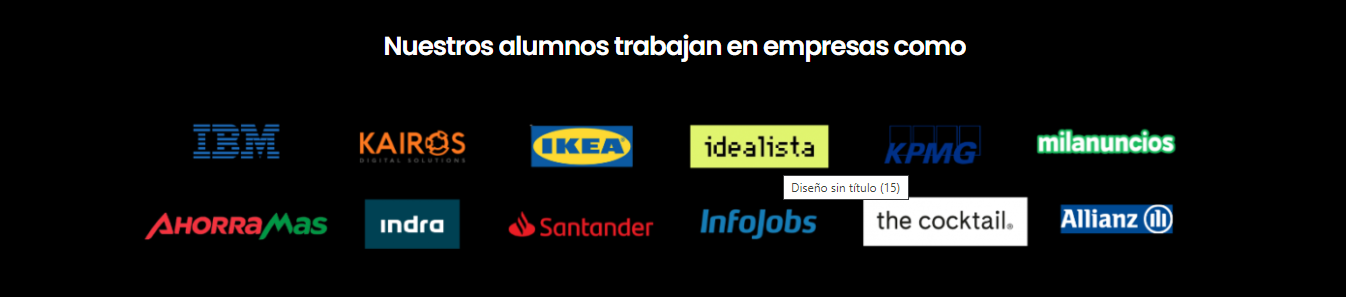 Nuestros alumnos trabajan en empresas como
IBM KAIROS IKEA idealista KPMG milanuncios
DIGITAL SOLUTIONS
Diseño sin título (15)
AHORRAMAS indra Santander InfoJobs the cocktail® Allianz